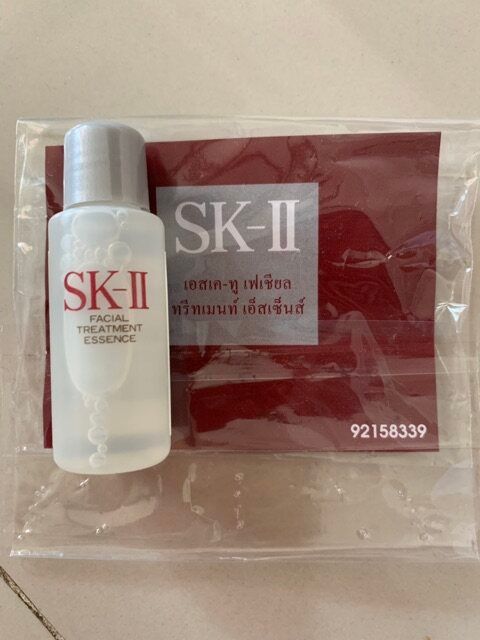 SK-II
FACIAL
TREATMENT
ESSENCE
SK-II
เอสเค-ทู เฟเชียล
ทรีทเมนท์ เอ็สเซ็นส์
92158339